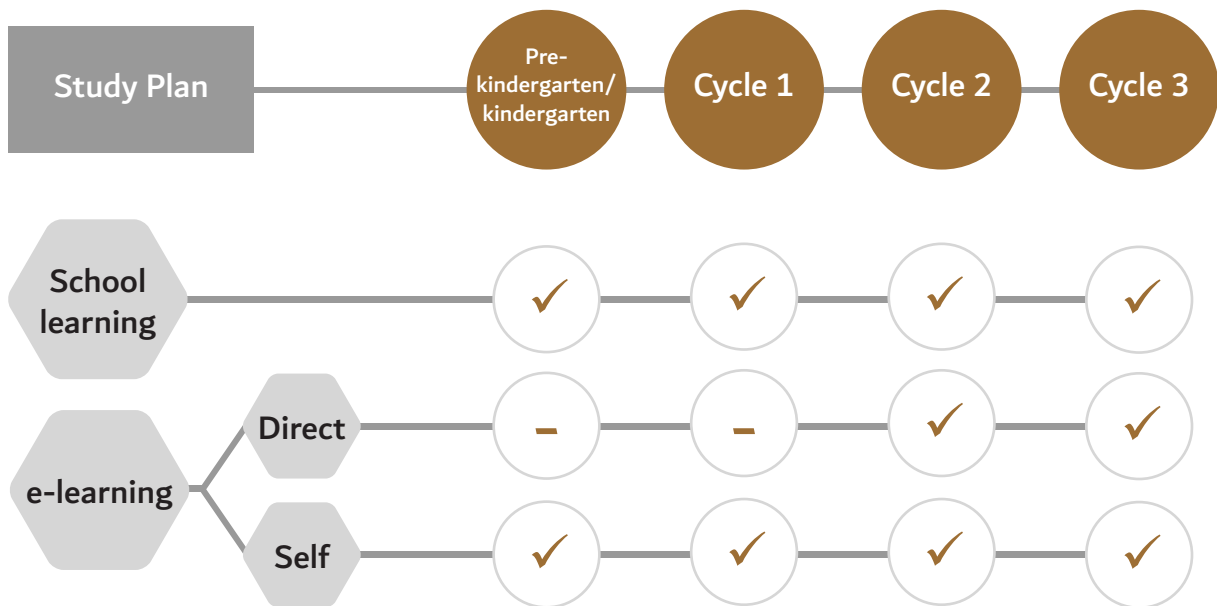 Study Plan
Pre-
kindergarten/
kindergarten
Cycle 1
Cycle 2
Cycle 3
School
learning
✓ ✓ ✓ ✓
e-learning
Direct
- - ✓ ✓
Self
✓ ✓ ✓ ✓